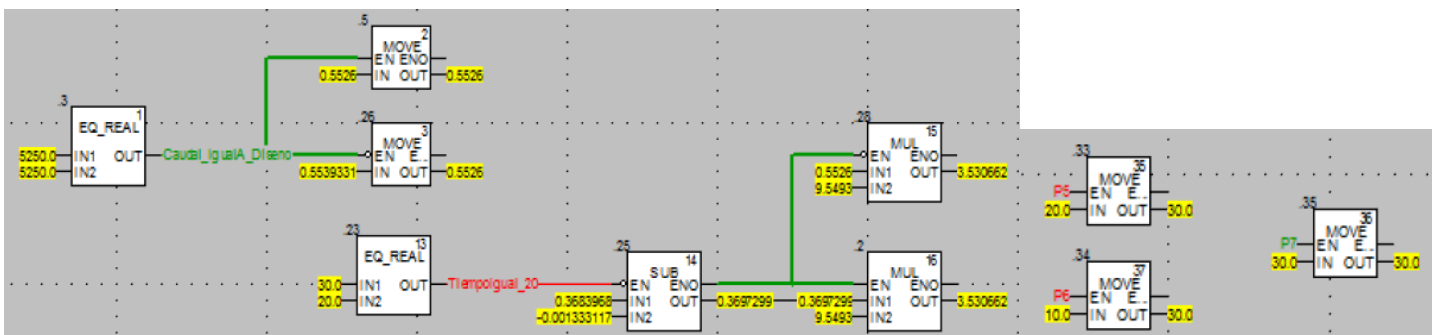 .5
2
MOVE
EN ENO
0.5526 IN OUT 0.5526
.3
1
EQ_REAL
5250.0 IN1 OUT Caudal_IgualA_Diseno
5250.0 IN2
.26
3
MOVE
EN E..
0.5539331 IN OUT 0.5526
.28
15
MUL
EN ENO
0.5526 IN1 OUT 3.530662
9.5493 IN2
.23
13
EQ_REAL
30.0 IN1 OUT TiempoIgual_20
20.0 IN2
.25
14
SUB
EN ENO
0.3683968 IN1 OUT 0.3697299
-0.001333117 IN2
.2
16
MUL
EN ENO
0.3697299 IN1 OUT 3.530662
9.5493 IN2
.33
35
MOVE
P5 EN E..
20.0 IN OUT 30.0
.34
37
MOVE
P6 EN E..
10.0 IN OUT 30.0
.35
36
MOVE
P7 EN E..
30.0 IN OUT 30.0